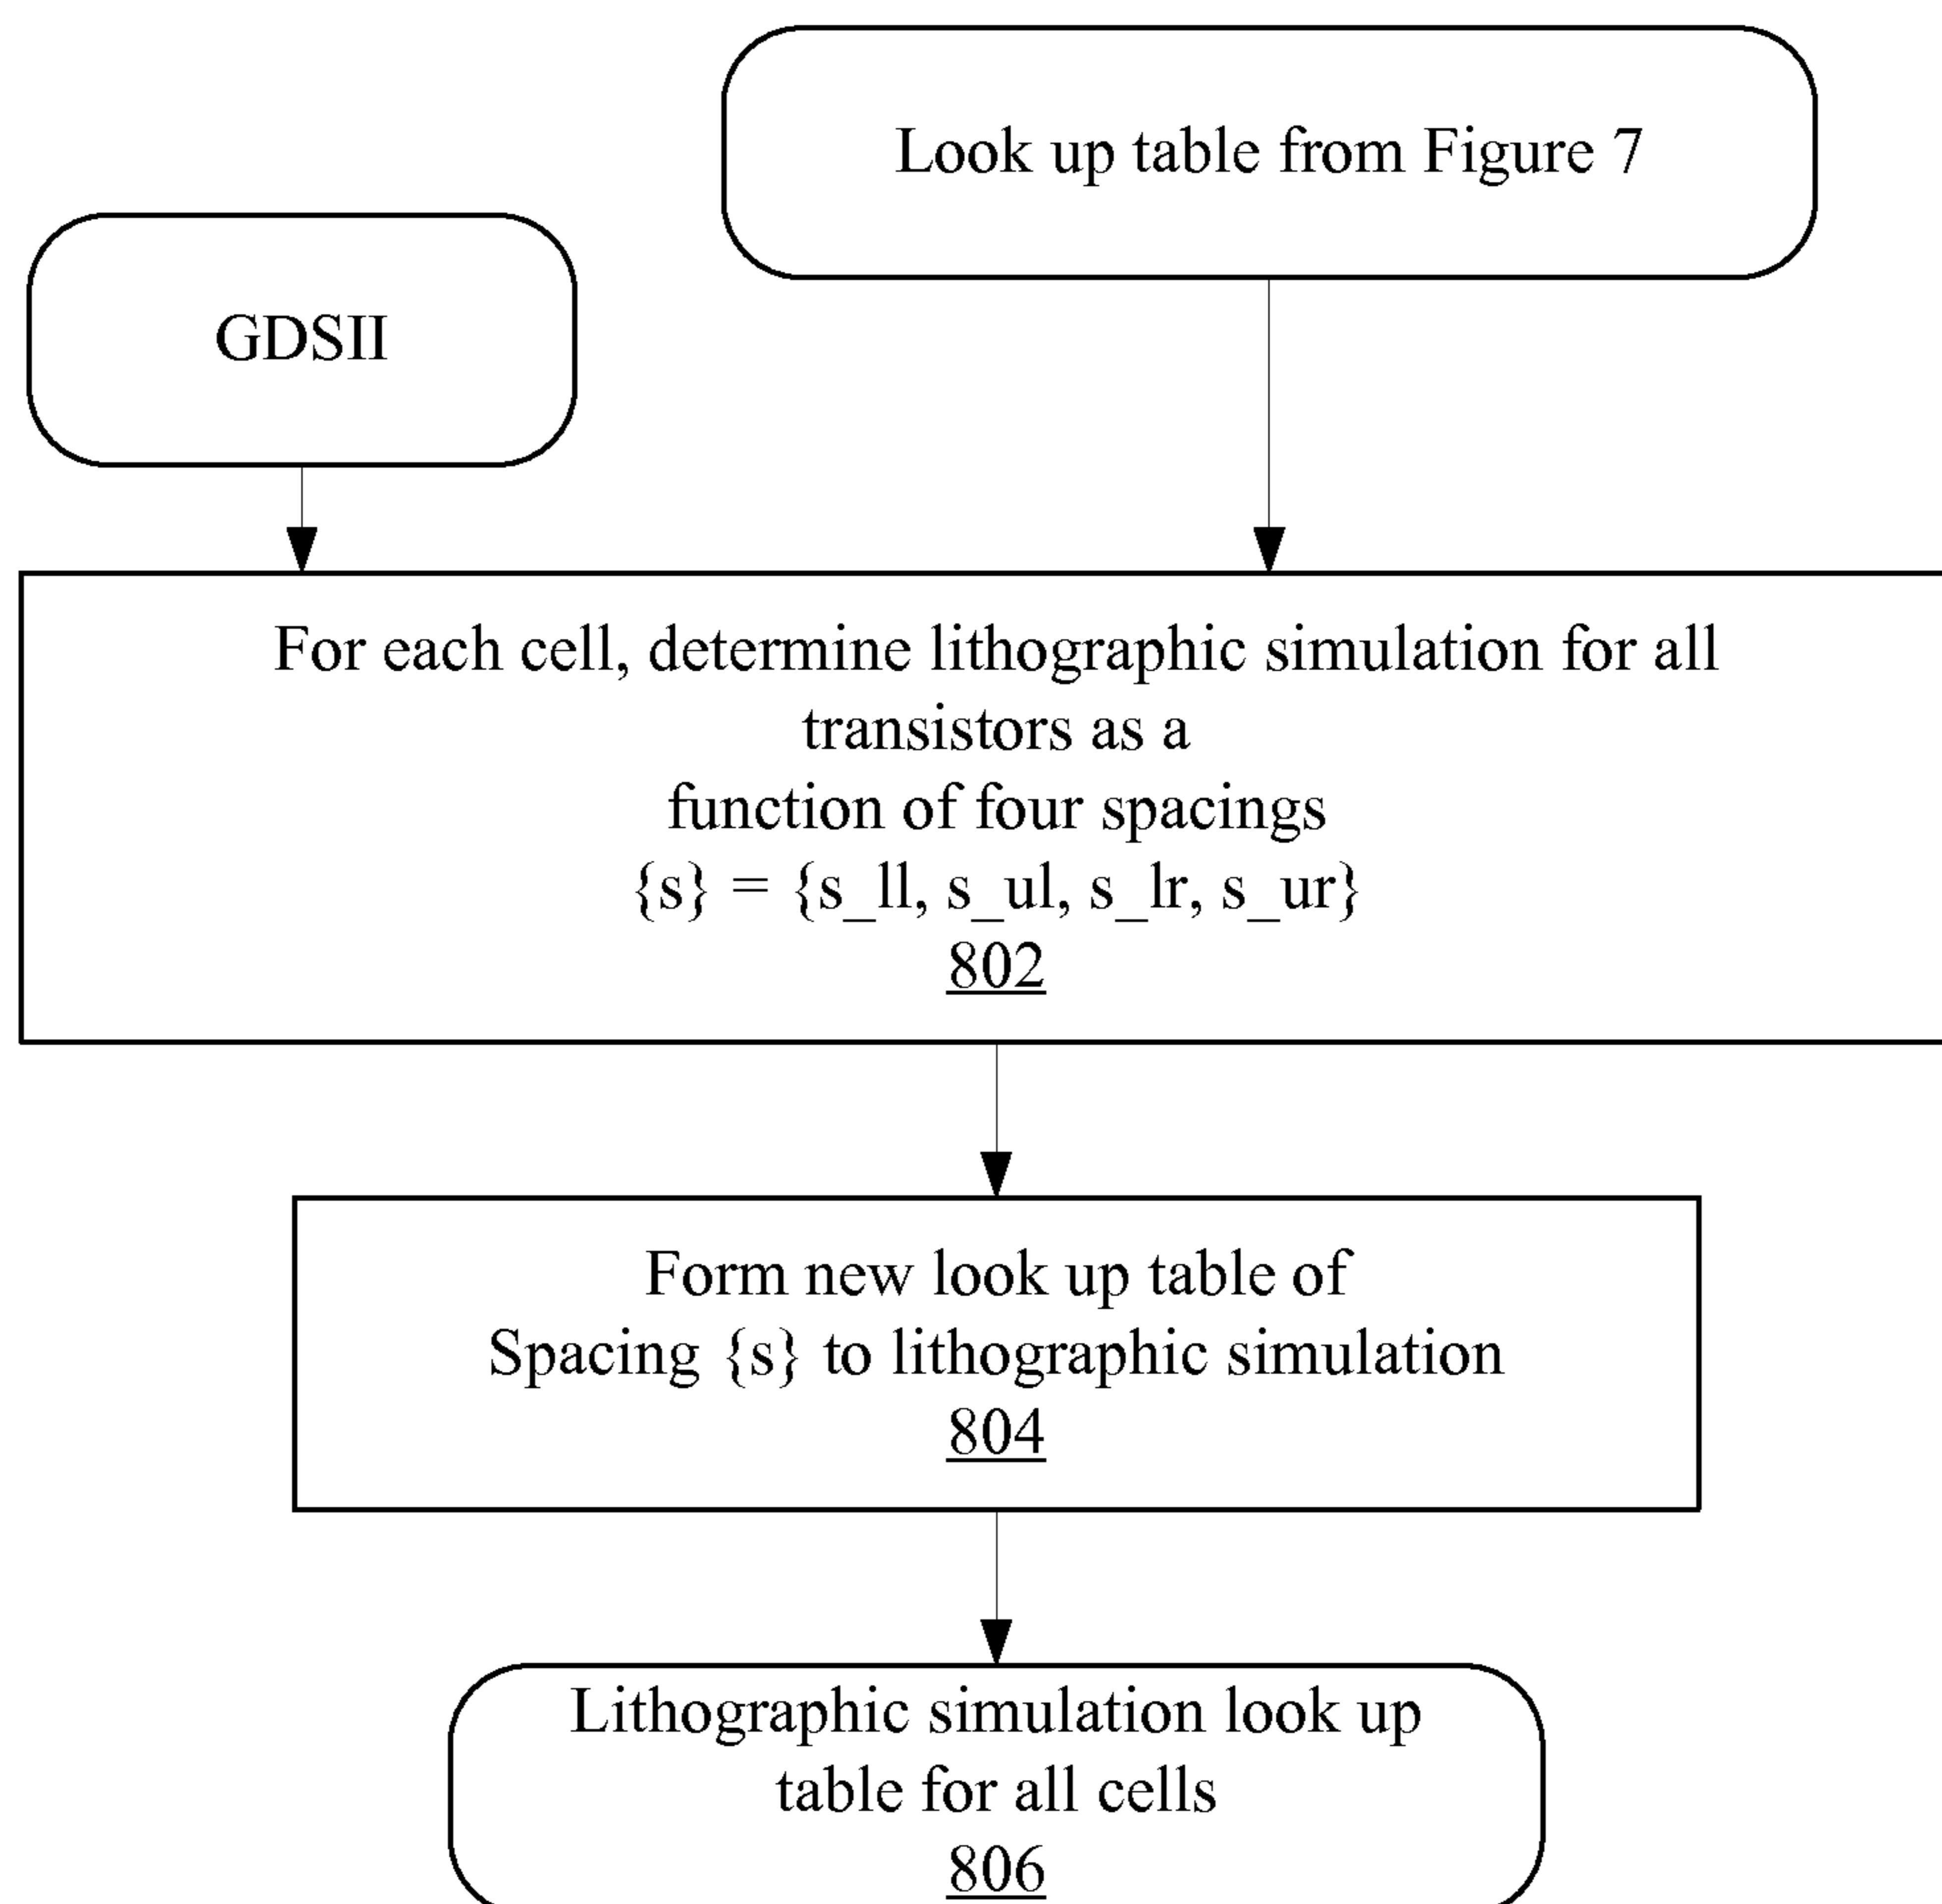 Look up table from Figure 7
GDSII
For each cell, determine lithographic simulation for all
transistors as a
function of four spacings
{s} = {s_ll, s_ul, s_lr, s_ur}
802
Form new look up table of
Spacing {s} to lithographic simulation
804
Lithographic simulation look up
table for all cells
806